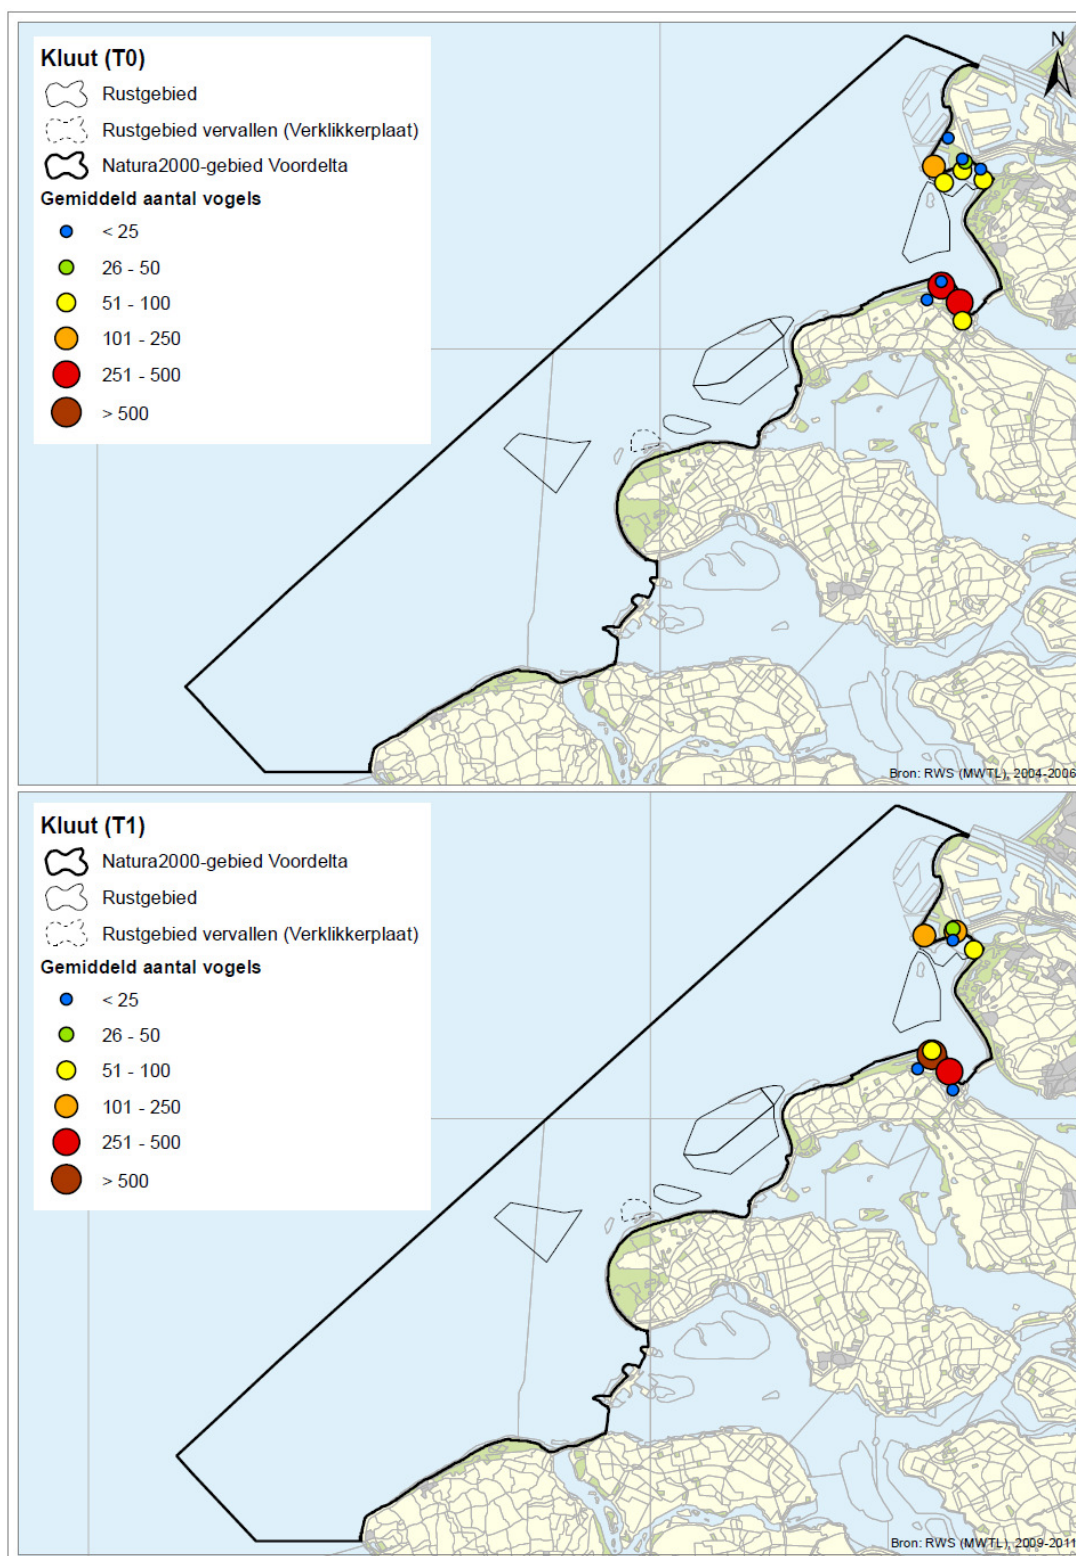 Kluut (T0)
Rustgebied
Rustgebied vervallen (Verklikkerplaat)
Natura2000-gebied Voordelta
Gemiddeld aantal vogels
< 25
26 - 50
51 - 100
101 - 250
251 - 500
> 500
N
Bron: RWS (MWTL), 2004-2006
Kluut (T1)
Natura2000-gebied Voordelta
Rustgebied
Rustgebied vervallen (Verklikkerplaat)
Gemiddeld aantal vogels
< 25
26 - 50
51 - 100
101 - 250
251 - 500
> 500
Bron: RWS (MWTL), 2009-2011